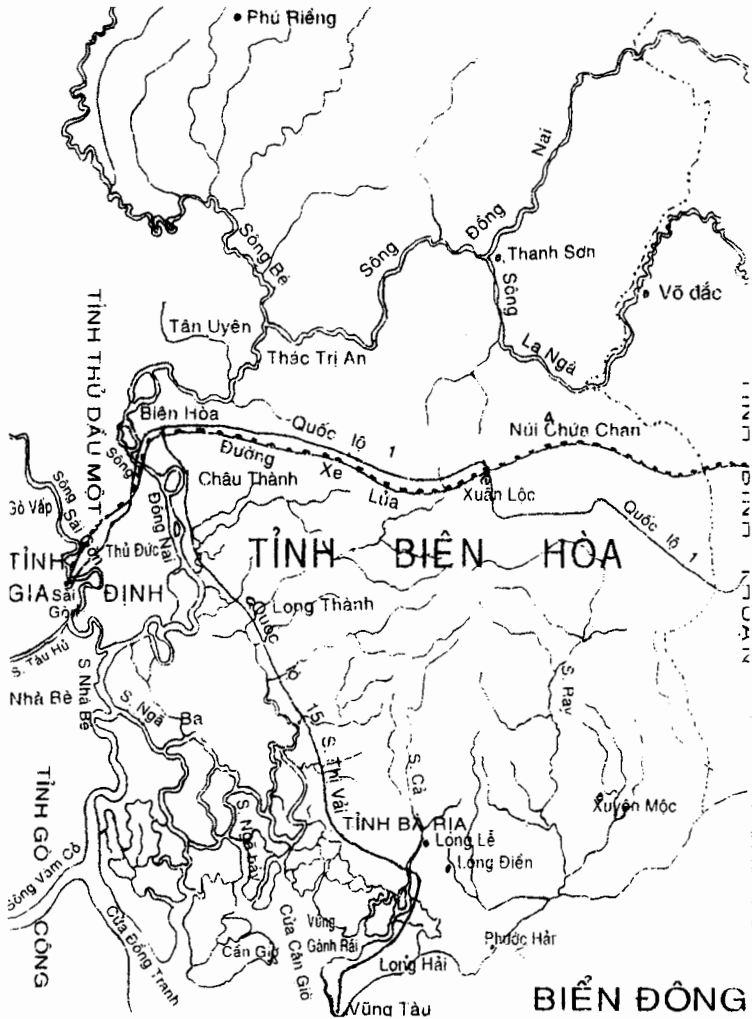 Phú Riềng
Nai
Đồng
Sông
Thanh Sơn
Sông Bé
Sông
Võ đắc
La Ngà
Tân Uyên
Thác Trị An
TỈNH THỦ DẦU MỘT
Biên Hòa
Quốc lộ 1
Núi Chứa Chan
Đường Xe Lủa
Xuân Lộc
Châu Thành
Sông
Đồng Nai
Sông Sài
Gò Vấp
Thủ Đức
Quốc lộ 1
TỈNH BIÊN HÒA
TỈNH
GIA ĐỊNH
Sài
Gòn
Long Thành
Quốc lộ 15
S. Tàu Hủ
Nhà Bè
S. Nhà Bè
S. Ngã Ba
S. Thị Vải
S. Ray
S. Cả
S. Ngã bảy
Xuyên Mộc
TỈNH BÀ RỊA
Long Lễ
Long Điền
TỈNH GÒ CÔNG
Sông Vàm Cỏ
Cửa Đồng Tranh
Cần Giờ
Cửa Cần Giờ
Vũng
Gành Rái
Phước Hải
Long Hải
Vũng Tàu
BIỂN ĐÔNG